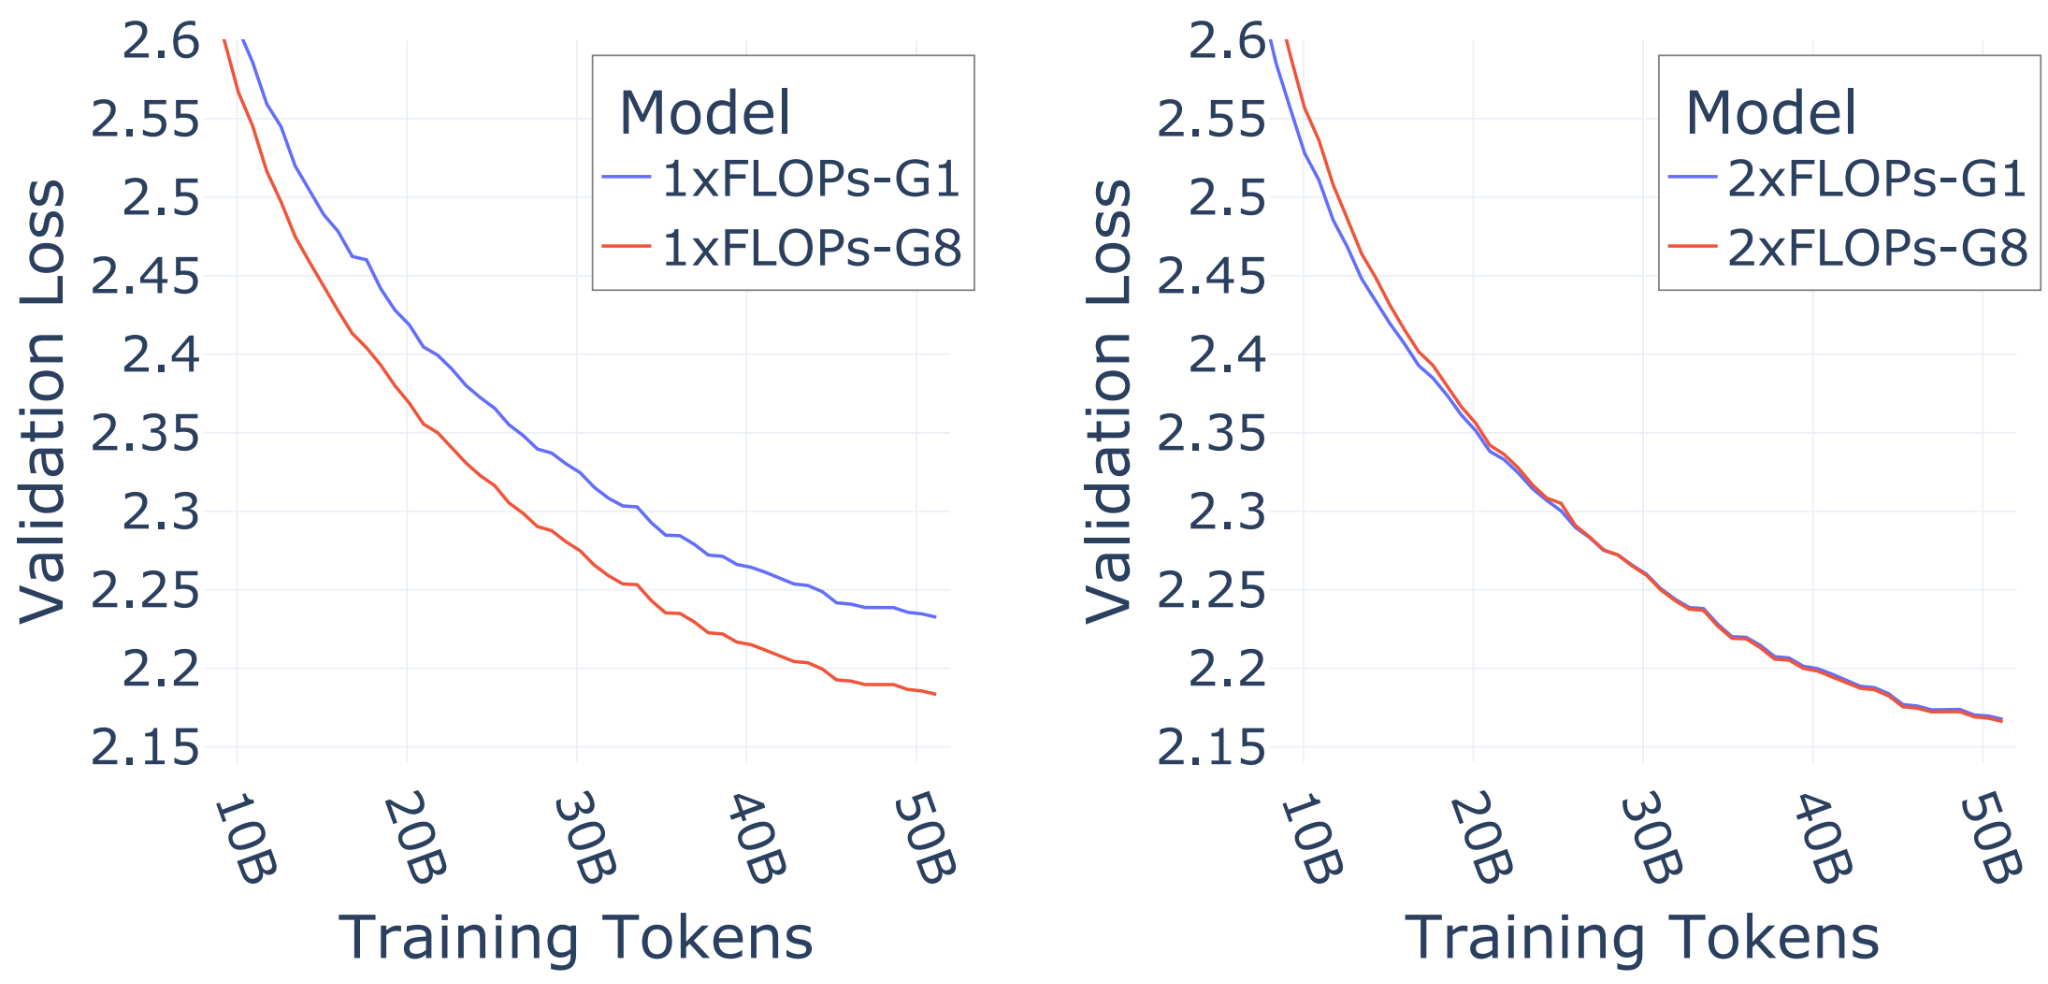 2.6
2.55
2.5
2.45
2.4
2.35
2.3
2.25
2.2
2.15
Validation Loss
10B
20B
30B
40B
50B
Training Tokens
Model
1xFLOPs-G1
1xFLOPs-G8
2.6
2.55
2.5
2.45
2.4
2.35
2.3
2.25
2.2
2.15
Validation Loss
10B
20B
30B
40B
50B
Training Tokens
Model
2xFLOPs-G1
2xFLOPs-G8